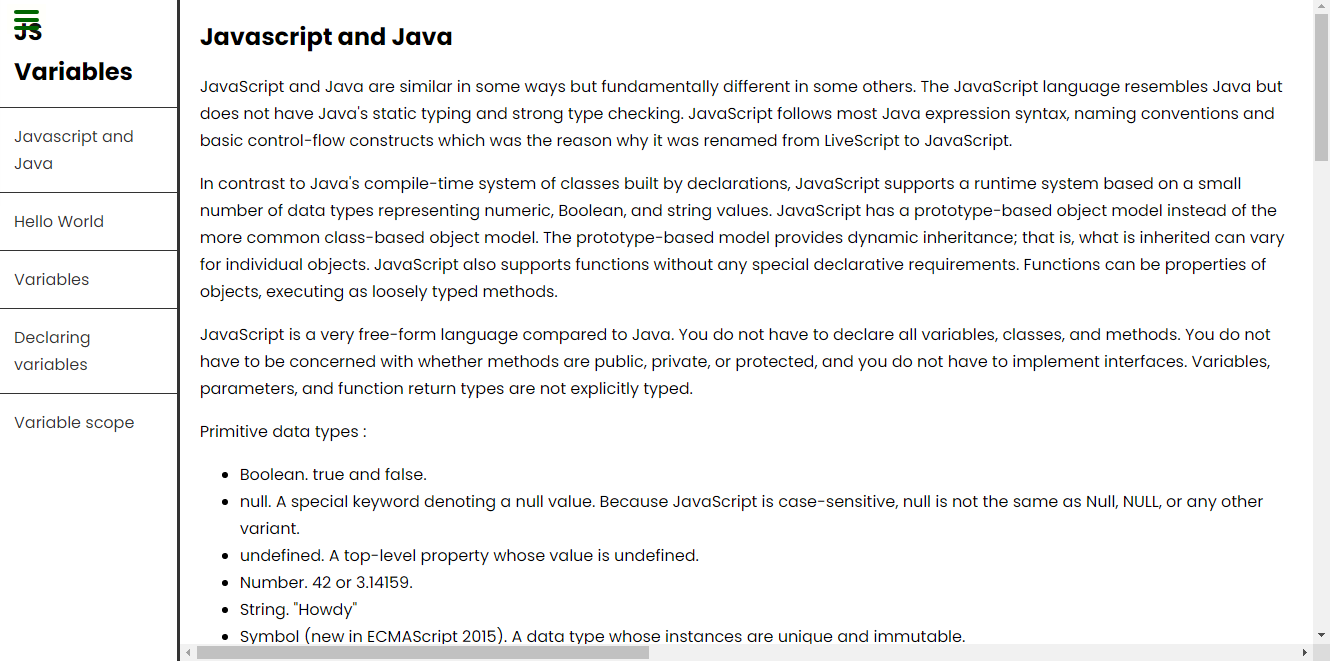 JS
Variables
Javascript and
Java
Hello World
Variables
Declaring
variables
Variable scope
Javascript and Java
JavaScript and Java are similar in some ways but fundamentally different in some others. The JavaScript language resembles Java but
does not have Java's static typing and strong type checking. JavaScript follows most Java expression syntax, naming conventions and
basic control-flow constructs which was the reason why it was renamed from LiveScript to JavaScript.
In contrast to Java's compile-time system of classes built by declarations, JavaScript supports a runtime system based on a small
number of data types representing numeric, Boolean, and string values. JavaScript has a prototype-based object model instead of the
more common class-based object model. The prototype-based model provides dynamic inheritance; that is, what is inherited can vary
for individual objects. JavaScript also supports functions without any special declarative requirements. Functions can be properties of
objects, executing as loosely typed methods.
JavaScript is a very free-form language compared to Java. You do not have to declare all variables, classes, and methods. You do not
have to be concerned with whether methods are public, private, or protected, and you do not have to implement interfaces. Variables,
parameters, and function return types are not explicitly typed.
Primitive data types :
• Boolean. true and false.
• null. A special keyword denoting a null value. Because JavaScript is case-sensitive, null is not the same as Null, NULL, or any other
variant.
• undefined. A top-level property whose value is undefined.
• Number. 42 or 3.14159.
• String. "Howdy"
• Symbol (new in ECMAScript 2015). A data type whose instances are unique and immutable.